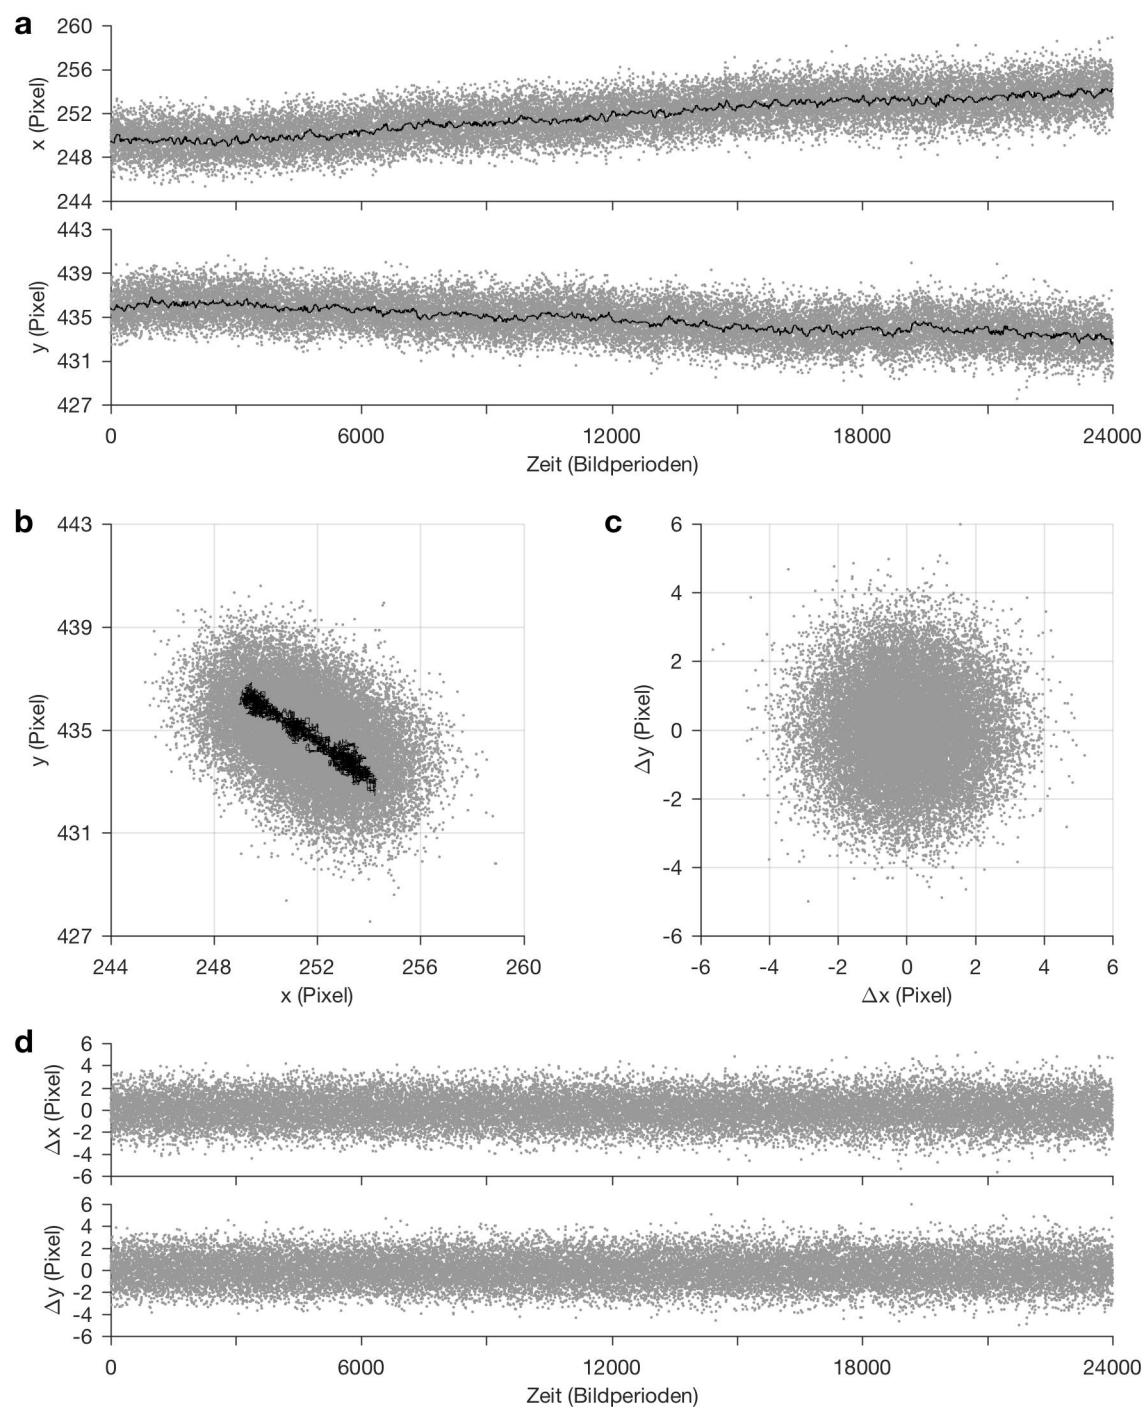 a
260
256
252
248
244
x (Pixel)
443
439
435
431
427
y (Pixel)
0 6000 12000 18000 24000
Zeit (Bildperioden)
b
443
439
435
431
427
y (Pixel)
244 248 252 256 260
x (Pixel)
c
6
4
2
0
-2
-4
-6
Δy (Pixel)
-6 -4 -2 0 2 4 6
Δx (Pixel)
d
6
4
2
0
-2
-4
-6
Δx (Pixel)
6
4
2
0
-2
-4
-6
Δy (Pixel)
0 6000 12000 18000 24000
Zeit (Bildperioden)